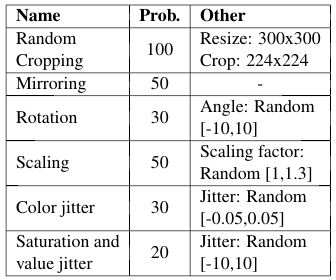 Name Prob. Other
Random Cropping 100 Resize: 300x300 Crop: 224x224
Mirroring 50 -
Rotation 30 Angle: Random [-10,10]
Scaling 50 Scaling factor: Random [1,1.3]
Color jitter 30 Jitter: Random [-0.05,0.05]
Saturation and value jitter 20 Jitter: Random [-10,10]